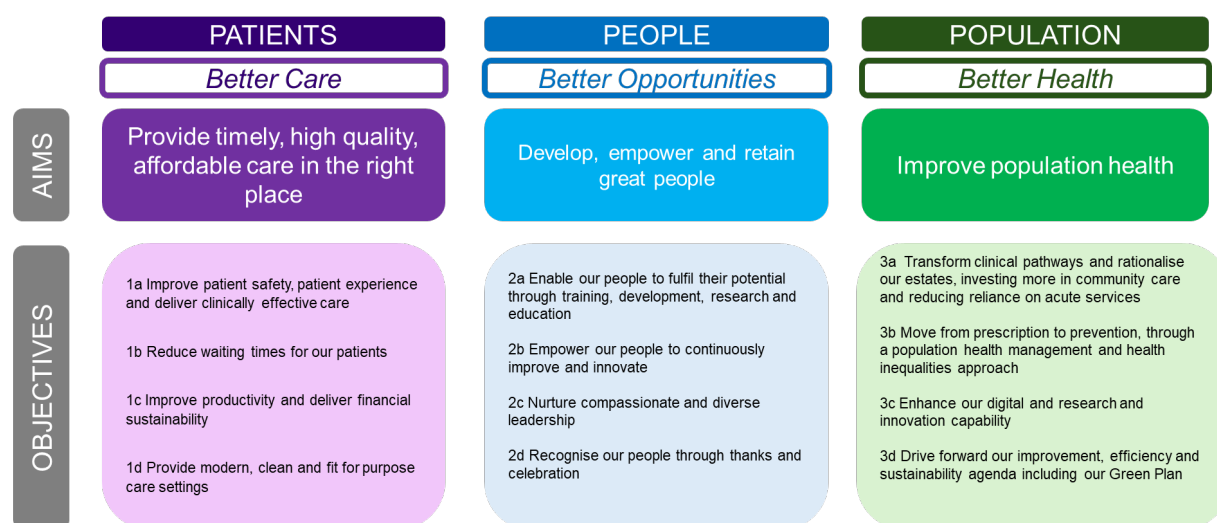 PATIENTS
PEOPLE
POPULATION
Better Care
Better Opportunities
Better Health
AIMS
Provide timely, high quality,
affordable care in the right
place
Develop, empower and retain
great people
Improve population health
OBJECTIVES
1a Improve patient safety, patient experience
and deliver clinically effective care
1b Reduce waiting times for our patients
1c Improve productivity and deliver financial
sustainability
1d Provide modern, clean and fit for purpose
care settings
2a Enable our people to fulfil their potential
through training, development, research and
education
2b Empower our people to continuously
improve and innovate
2c Nurture compassionate and diverse
leadership
2d Recognise our people through thanks and
celebration
3a Transform clinical pathways and rationalise
our estates, investing more in community care
and reducing reliance on acute services
3b Move from prescription to prevention, through
a population health management and health
inequalities approach
3c Enhance our digital and research and
innovation capability
3d Drive forward our improvement, efficiency and
sustainability agenda including our Green Plan